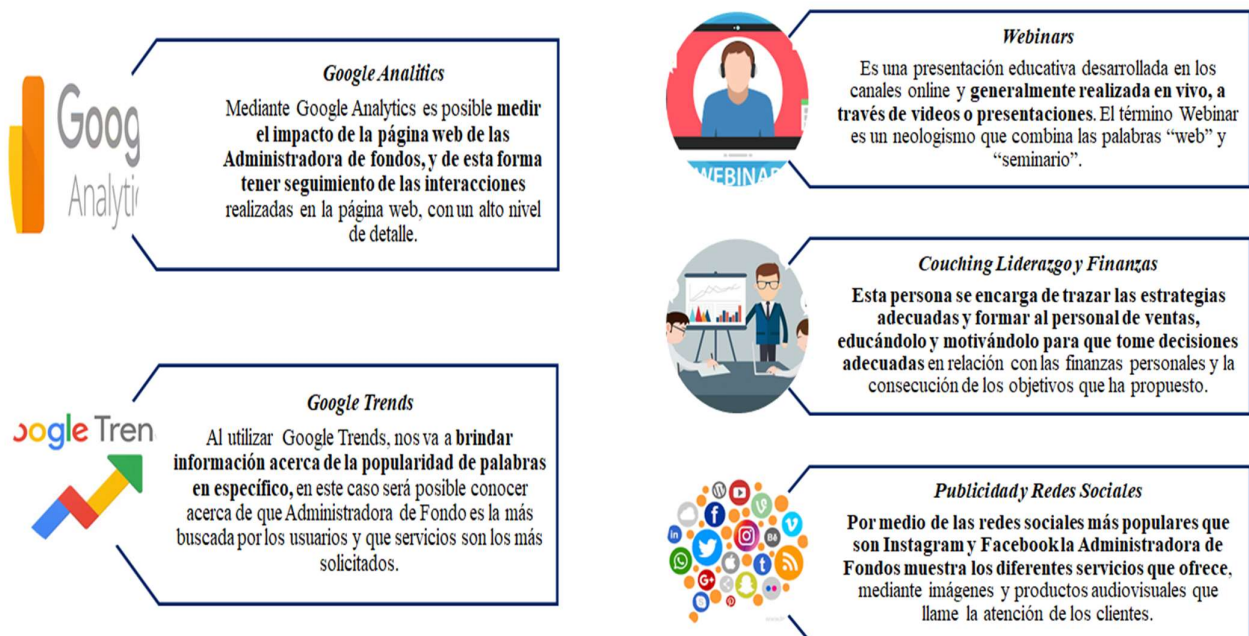 Goog
Analytic
Google Analitics
Mediante Google Analytics es posible medir
el impacto de la página web de las
Administradora de fondos, y de esta forma
tener seguimiento de las interacciones
realizadas en la página web, con un alto nivel
de detalle.
oogle Tren
Google Trends
Al utilizar Google Trends, nos va a brindar
información acerca de la popularidad de palabras
en específico, en este caso será posible conocer
acerca de que Administradora de Fondo es la más
buscada por los usuarios y que servicios son los más
solicitados.
WEBINAR
Webinars
Es una presentación educativa desarrollada en los
canales online y generalmente realizada en vivo, a
través de videos o presentaciones. El término Webinar
es un neologismo que combina las palabras “web” y
“seminario”.
Couching Liderazgo y Finanzas
Esta persona se encarga de trazar las estrategias
adecuadas y formar al personal de ventas,
educándolo y motivándolo para que tome decisiones
adecuadas en relación con las finanzas personales y la
consecución de los objetivos que ha propuesto.
Publicidad y Redes Sociales
Por medio de las redes sociales más populares que
son Instagram y Facebook la Administradora de
Fondos muestra los diferentes servicios que ofrece,
mediante imágenes y productos audiovisuales que
llame la atención de los clientes.